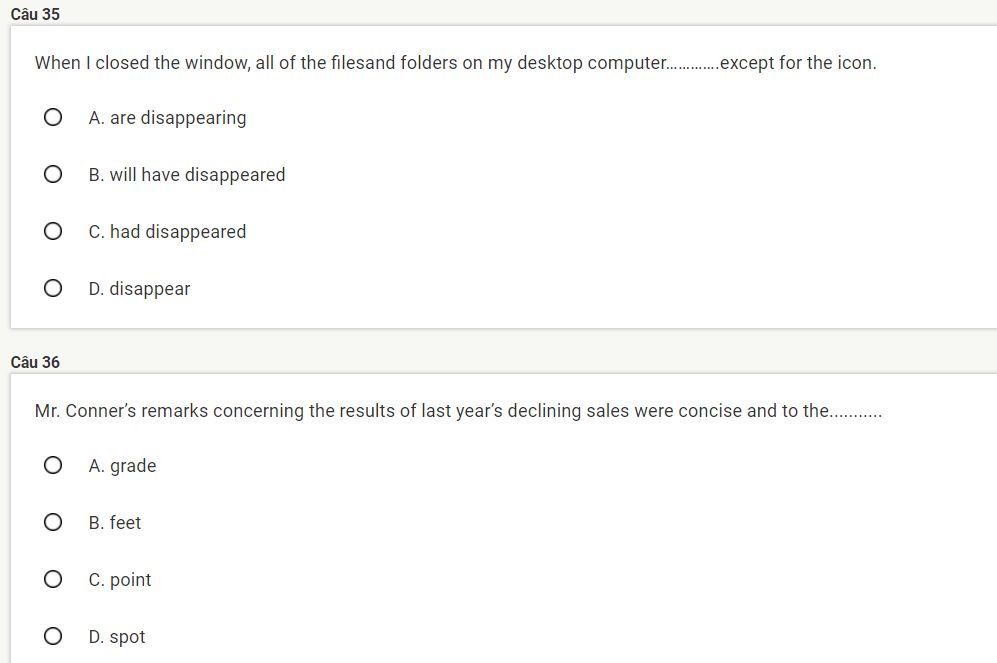 Câu 35
When I closed the window, all of the filesand folders on my desktop computer.............except for the icon.
A. are disappearing
B. will have disappeared
C. had disappeared
D. disappear
Câu 36
Mr. Conner’s remarks concerning the results of last year’s declining sales were concise and to the...........
A. grade
B. feet
C. point
D. spot